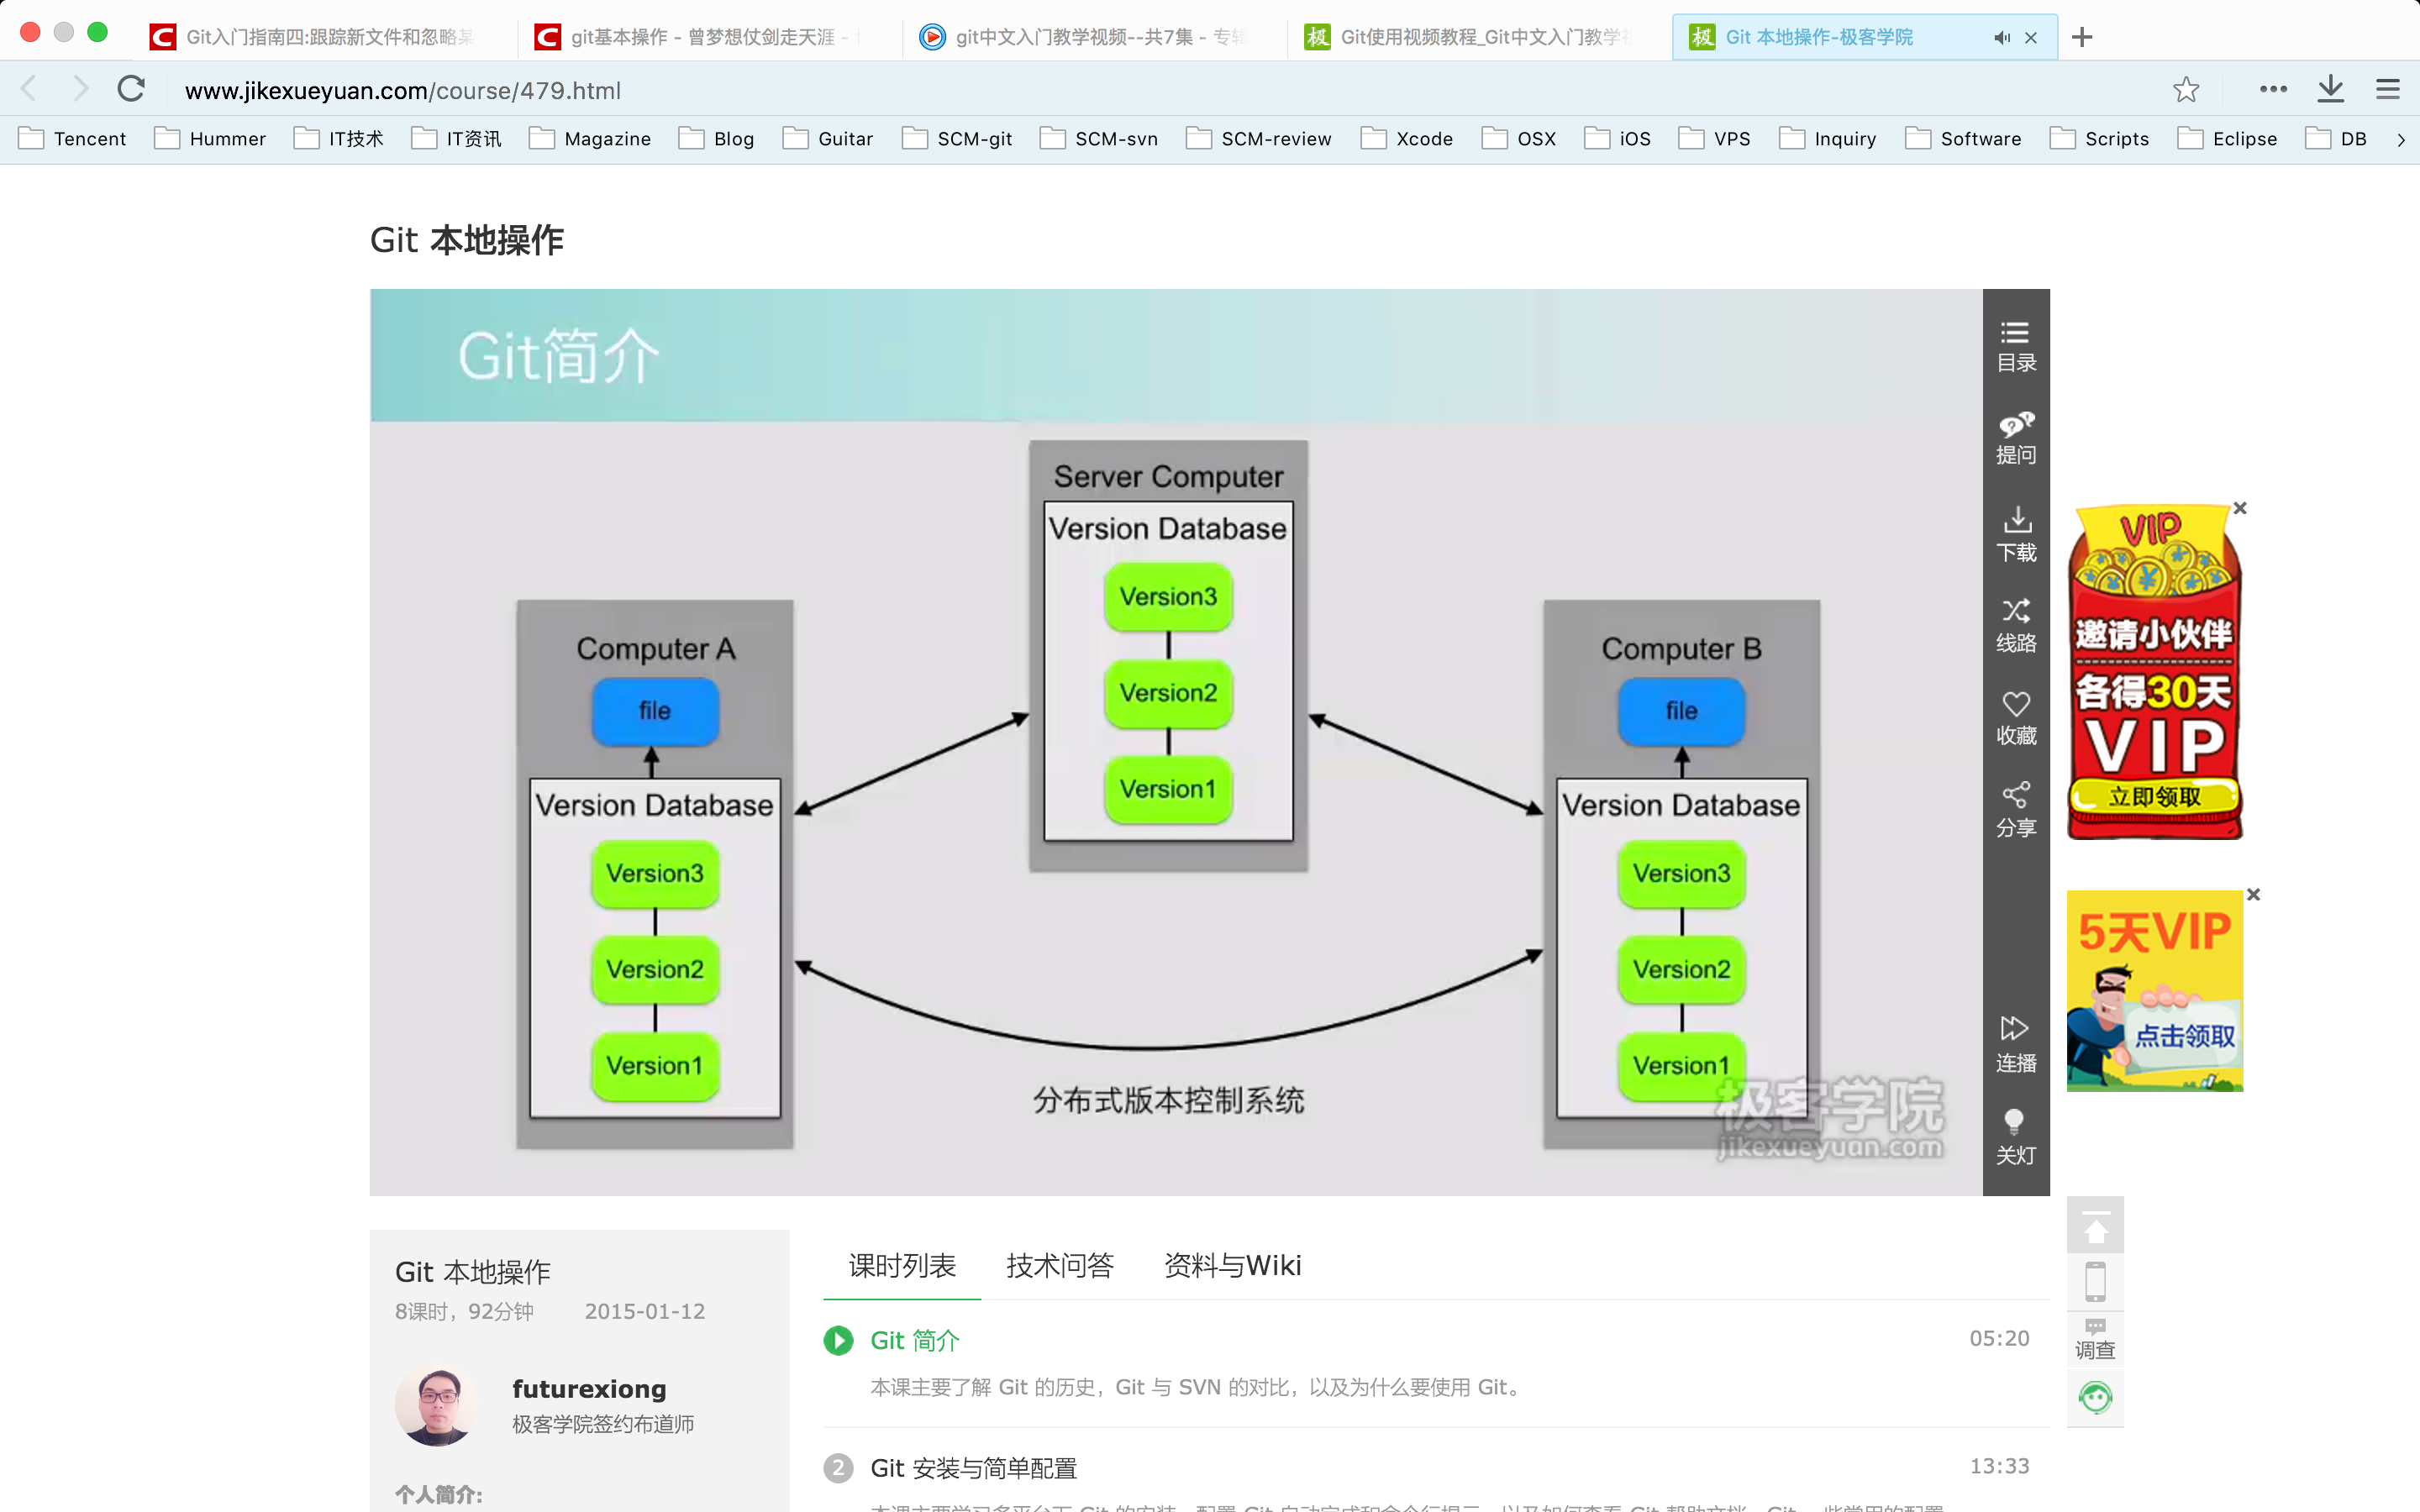 Git入门指南四:跟踪新文件和忽略某
git基本操作 - 曾梦想仗剑走天涯 -
git中文入门教学视频--共7集 - 专辑
Git使用视频教程_Git中文入门教学视
Git 本地操作-极客学院
www.jikexueyuan.com/course/479.html
Tencent
Hummer
IT技术
IT资讯
Magazine
Blog
Guitar
SCM-git
SCM-svn
SCM-review
Xcode
OSX
iOS
VPS
Inquiry
Software
Scripts
Eclipse
DB
Git 本地操作
Git简介
Server Computer
Version Database
Version3
Version2
Version1
Computer A
file
Version Database
Version3
Version2
Version1
Computer B
file
Version Database
Version3
Version2
Version1
分布式版本控制系统
极客学院
jikexueyuan.com
目录
提问
下载
线路
收藏
分享
连播
关灯
VIP
邀请小伙伴
各得30天
VIP
立即领取
5天VIP
点击领取
调查
Git 本地操作
8课时，92分钟 2015-01-12
futurexiong
极客学院签约布道师
个人简介:
课时列表 技术问答 资料与Wiki
Git 简介 05:20
本课主要了解 Git 的历史，Git 与 SVN 的对比，以及为什么要使用 Git。
2 Git 安装与简单配置 13:33